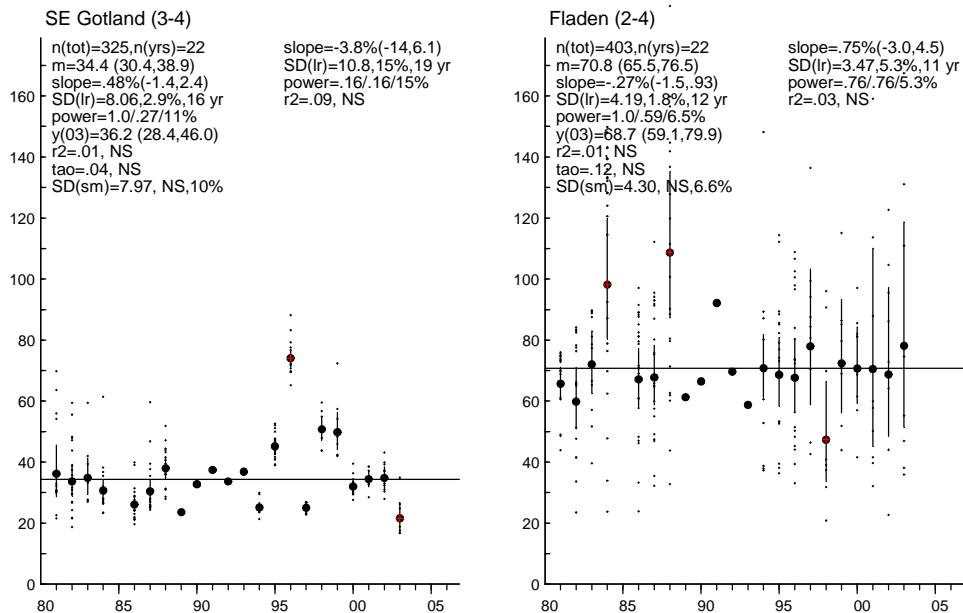 SE Gotland (3-4)
n(tot)=325,n(yrs)=22
m=34.4 (30.4,38.9)
slope=.48%(-1.4,2.4)
SD(lr)=8.06,2.9%,16 yr
power=1.0/.27/11%
y(03)=36.2 (28.4,46.0)
r2=.01, NS
tao=.04, NS
SD(sm)=7.97, NS,10%
slope=-3.8%(-14,6.1)
SD(lr)=10.8,15%,19 yr
power=.16/.16/15%
r2=.09, NS
160
140
120
100
80
60
40
20
0
80 85 90 95 00 05
Fladen (2-4)
n(tot)=403,n(yrs)=22
m=70.8 (65.5,76.5)
slope=-.27%(-1.5,.93)
SD(lr)=4.19,1.8%,12 yr
power=1.0/.59/6.5%
y(03)=68.7 (59.1,79.9)
r2=.01, NS
tao=.12, NS
SD(sm)=4.30, NS,6.6%
slope=.75%(-3.0,4.5)
SD(lr)=3.47,5.3%,11 yr
power=.76/.76/5.3%
r2=.03, NS
160
140
120
100
80
60
40
20
0
80 85 90 95 00 05